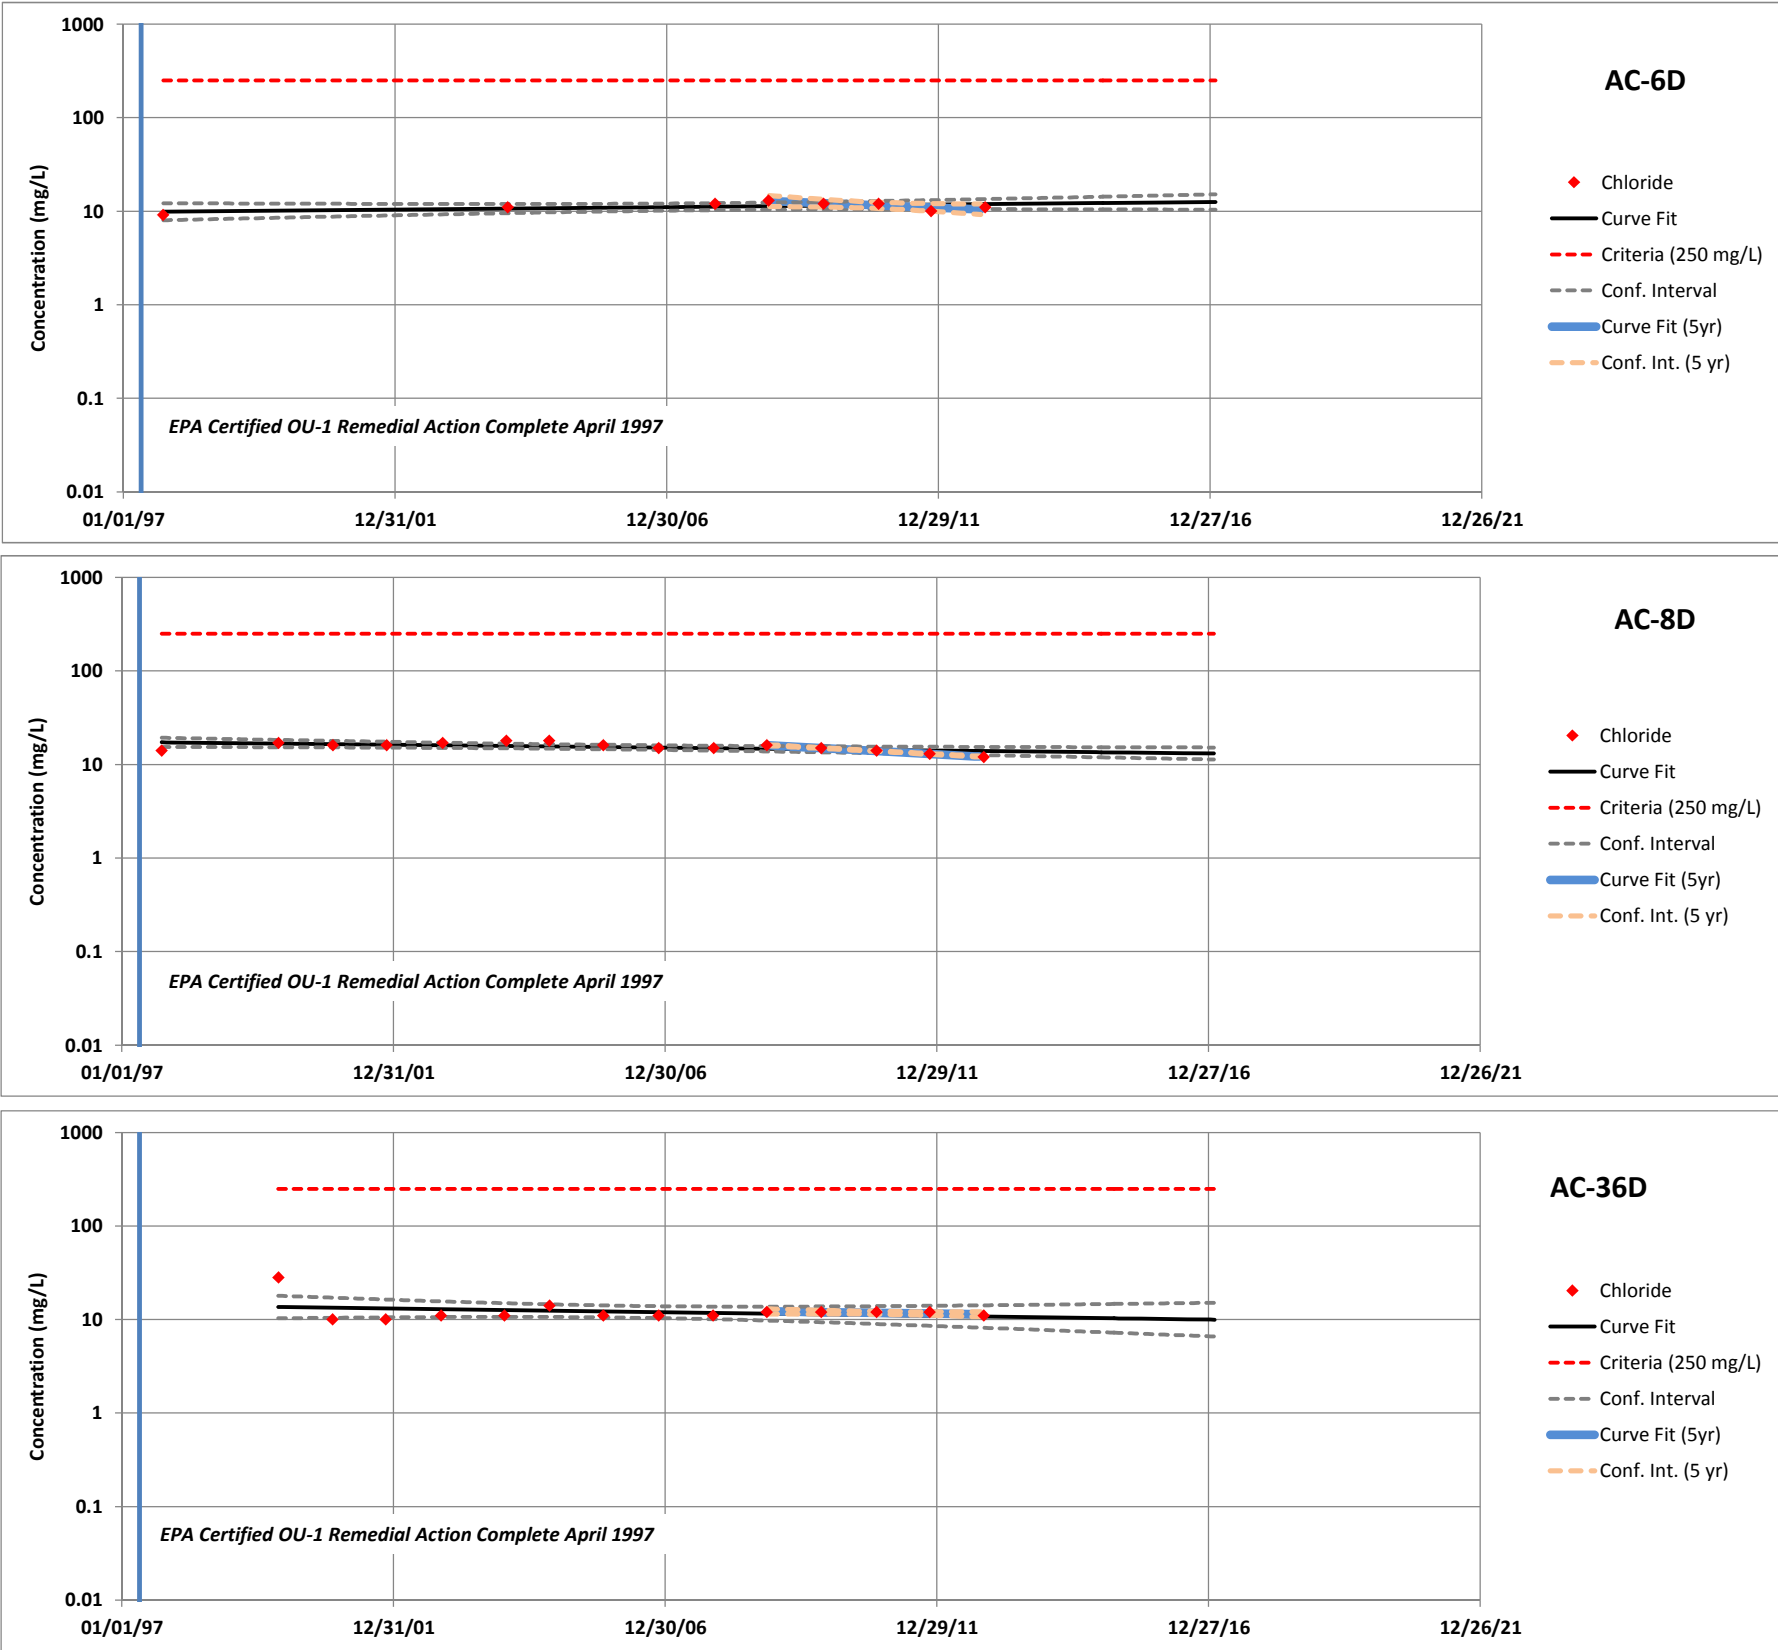 1000
100
10
1
0.1
0.01
Concentration (mg/L)
EPA Certified OU-1 Remedial Action Complete April 1997
01/01/97 12/31/01 12/30/06 12/29/11 12/27/16 12/26/21
AC-6D
Chloride
Curve Fit
Criteria (250 mg/L)
Conf. Interval
Curve Fit (5yr)
Conf. Int. (5 yr)
1000
100
10
1
0.1
0.01
Concentration (mg/L)
EPA Certified OU-1 Remedial Action Complete April 1997
01/01/97 12/31/01 12/30/06 12/29/11 12/27/16 12/26/21
AC-8D
Chloride
Curve Fit
Criteria (250 mg/L)
Conf. Interval
Curve Fit (5yr)
Conf. Int. (5 yr)
1000
100
10
1
0.1
0.01
Concentration (mg/L)
EPA Certified OU-1 Remedial Action Complete April 1997
01/01/97 12/31/01 12/30/06 12/29/11 12/27/16 12/26/21
AC-36D
Chloride
Curve Fit
Criteria (250 mg/L)
Conf. Interval
Curve Fit (5yr)
Conf. Int. (5 yr)